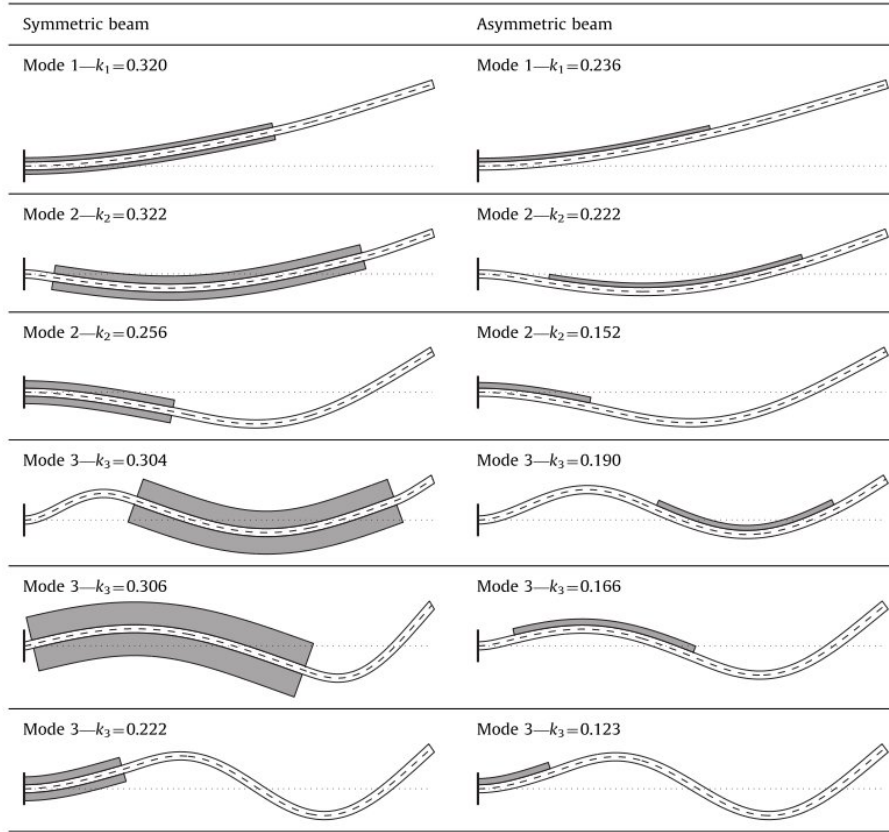 Symmetric beam Asymmetric beam
Mode 1—k₁=0.320 Mode 1—k₁=0.236
Mode 2—k₂=0.322 Mode 2—k₂=0.222
Mode 2—k₂=0.256 Mode 2—k₂=0.152
Mode 3—k₃=0.304 Mode 3—k₃=0.190
Mode 3—k₃=0.306 Mode 3—k₃=0.166
Mode 3—k₃=0.222 Mode 3—k₃=0.123